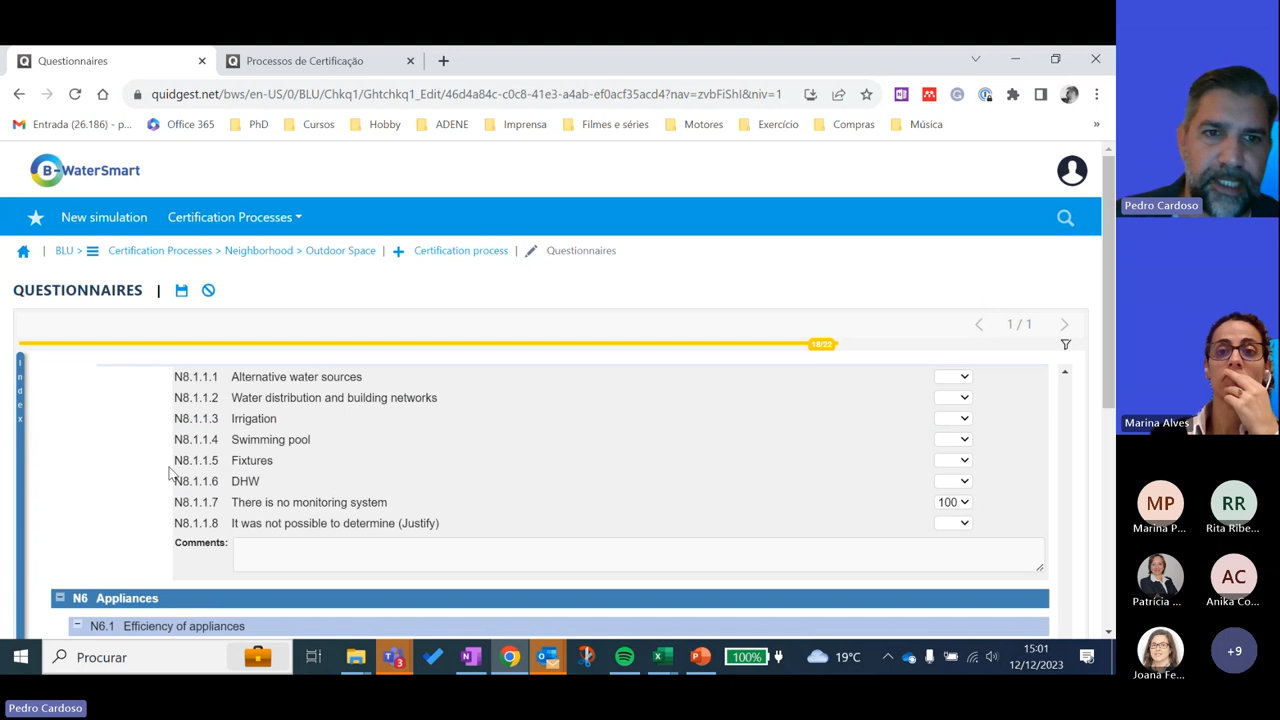 Questionnaires
Processos de Certificação
quidgest.net/bws/en-US/0/BLU/Chkq1/Ghtchkq1_Edit/46d4a84c-c0c8-41e3-a4ab-ef0acf35acd4?nav=zvbFiShI&niv=1
Entrada (26.186) - p...
Office 365
PhD
Cursos
Hobby
ADENE
Imprensa
Filmes e séries
Motores
Exercício
Compras
Música
»
B-WaterSmart
New simulation
Certification Processes
BLU > Certification Processes > Neighborhood > Outdoor Space Certification process Questionnaires
QUESTIONNAIRES |
1 / 1
18/22
Index
N8.1.1.1 Alternative water sources
N8.1.1.2 Water distribution and building networks
N8.1.1.3 Irrigation
N8.1.1.4 Swimming pool
N8.1.1.5 Fixtures
N8.1.1.6 DHW
N8.1.1.7 There is no monitoring system 100
N8.1.1.8 It was not possible to determine (Justify)
Comments:
N6 Appliances
N6.1 Efficiency of appliances
Procurar
3
100%
19°C
15:01
12/12/2023
Pedro Cardoso
Marina Alves
MP
Marina P...
RR
Rita Ribe...
Patrícia ...
AC
Anika Co...
Joana Fe...
+9
Pedro Cardoso